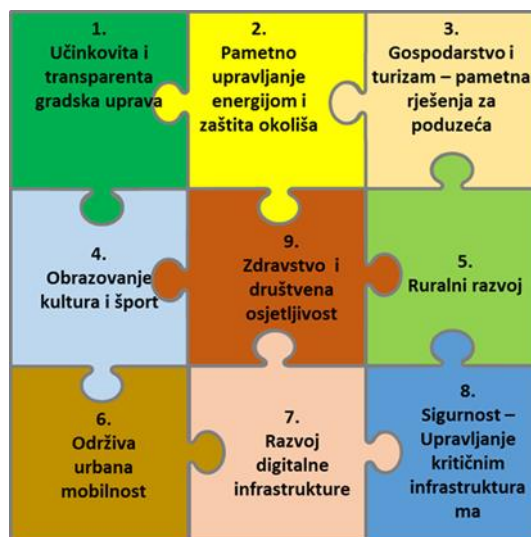 1.
Učinkovita i
transparenta
gradska uprava
2.
Pametno
upravljanje
energijom i
zaštita okoliša
3.
Gospodarstvo i
turizam – pametna
rješenja za
poduzeća
4.
Obrazovanje
kultura i šport
9.
Zdravstvo i
društvena
osjetljivost
5.
Ruralni razvoj
6.
Održiva
urbana
mobilnost
7.
Razvoj
digitalne
infrastrukture
8.
Sigurnost –
Upravljanje
kritičnim
infrastruktura
ma